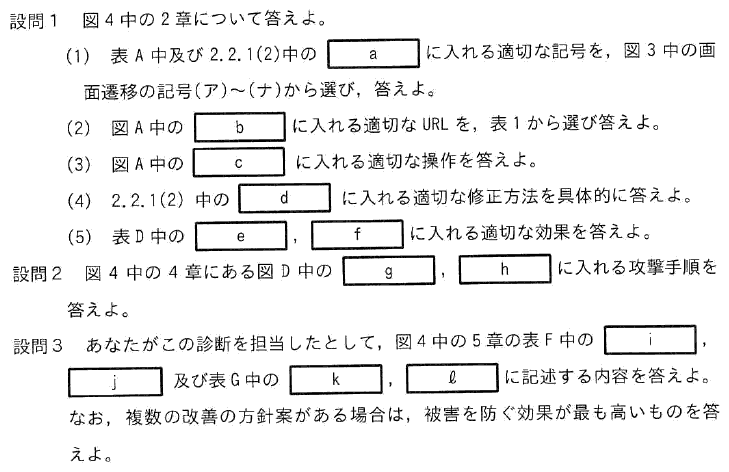 設問1 図4中の2章について答えよ。
(1) 表A中及び2.2.1(2)中の a に入れる適切な記号を，図3中の画
面遷移の記号(ア)～(ナ)から選び，答えよ。
(2) 図A中の b に入れる適切なURLを，表1から選び答えよ。
(3) 図A中の c に入れる適切な操作を答えよ。
(4) 2.2.1(2) 中の d に入れる適切な修正方法を具体的に答えよ。
(5) 表D中の e ， f に入れる適切な効果を答えよ。
設問2 図4中の4章にある図D中の g ， h に入れる攻撃手順を
答えよ。
設問3 あなたがこの診断を担当したとして，図4中の5章の表F中の i ，
j 及び表G中の k ， ℓ に記述する内容を答えよ。
なお，複数の改善の方針案がある場合は，被害を防ぐ効果が最も高いものを答
えよ。